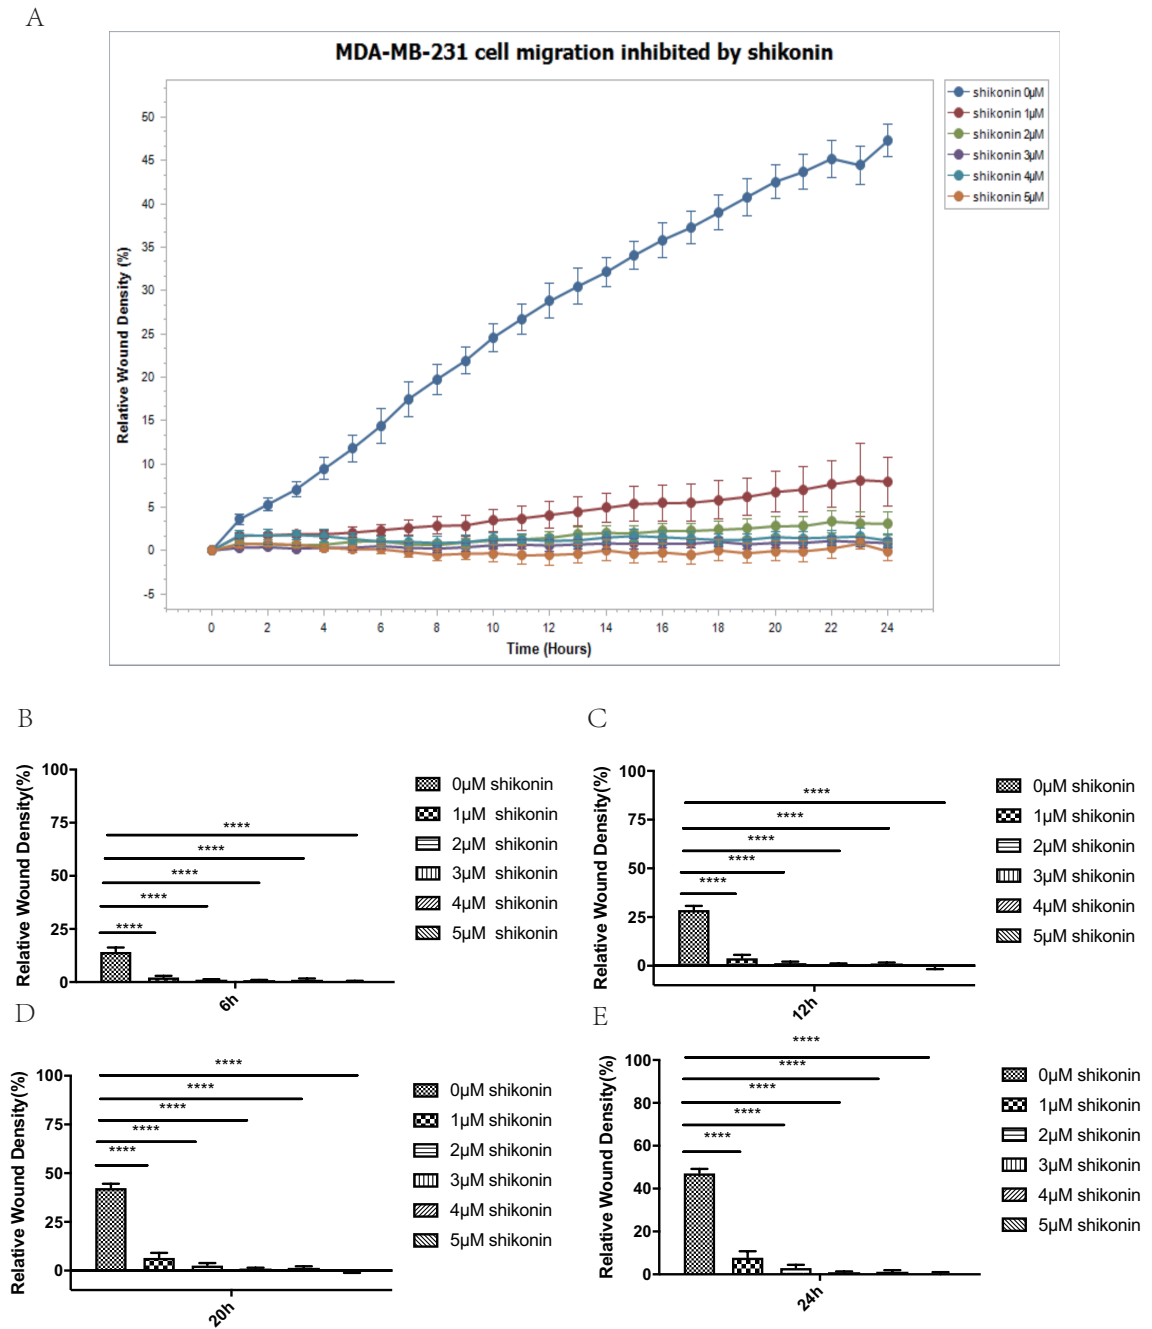 A
MDA-MB-231 cell migration inhibited by shikonin
shikonin 0µM
shikonin 1µM
shikonin 2µM
shikonin 3µM
shikonin 4µM
shikonin 5µM
Relative Wound Density (%)
50
45
40
35
30
25
20
15
10
5
0
-5
0 2 4 6 8 10 12 14 16 18 20 22 24
Time (Hours)
B
Relative Wound Density(%)
100
75
50
25
0
****
****
****
****
****
6h
0µM shikonin
1µM shikonin
2µM shikonin
3µM shikonin
4µM shikonin
5µM shikonin
C
Relative Wound Density(%)
100
75
50
25
0
****
****
****
****
****
12h
0µM shikonin
1µM shikonin
2µM shikonin
3µM shikonin
4µM shikonin
5µM shikonin
D
Relative Wound Density(%)
100
75
50
25
0
****
****
****
****
****
20h
0µM shikonin
1µM shikonin
2µM shikonin
3µM shikonin
4µM shikonin
5µM shikonin
E
Relative Wound Density(%)
100
80
60
40
20
0
****
****
****
****
****
24h
0µM shikonin
1µM shikonin
2µM shikonin
3µM shikonin
4µM shikonin
5µM shikonin